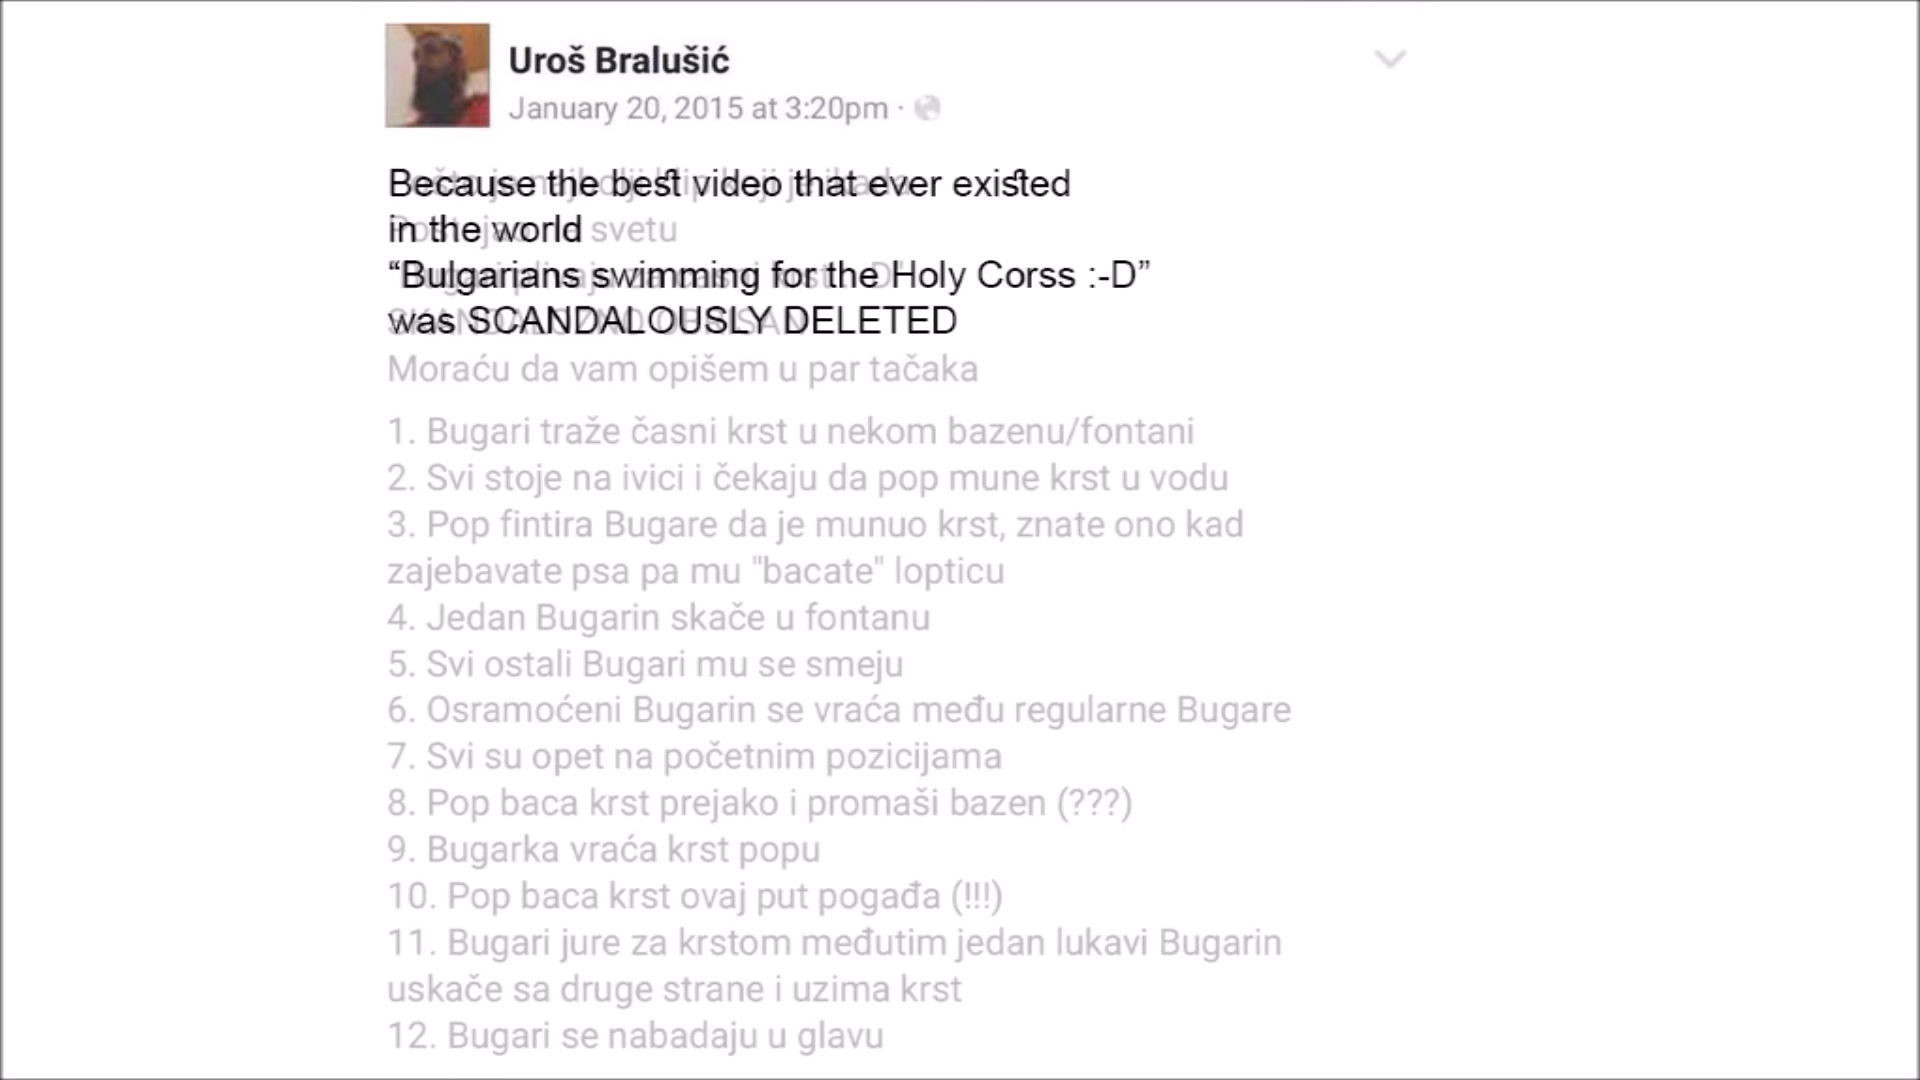 Uroš Bralušić
January 20, 2015 at 3:20pm ·
Because the best video that ever existed
in the world svetu
“Bulgarians swimming for the Holy Corss :-D”
was SCANDALOUSLY DELETED
Moraću da vam opišem u par tačaka
1. Bugari traže časni krst u nekom bazenu/fontani
2. Svi stoje na ivici i čekaju da pop mune krst u vodu
3. Pop fintira Bugare da je munuo krst, znate ono kad
zajebavate psa pa mu "bacate" lopticu
4. Jedan Bugarin skače u fontanu
5. Svi ostali Bugari mu se smeju
6. Osramoćeni Bugarin se vraća među regularne Bugare
7. Svi su opet na početnim pozicijama
8. Pop baca krst prejako i promaši bazen (???)
9. Bugarka vraća krst popu
10. Pop baca krst ovaj put pogađa (!!!)
11. Bugari jure za krstom međutim jedan lukavi Bugarin
uskače sa druge strane i uzima krst
12. Bugari se nabadaju u glavu